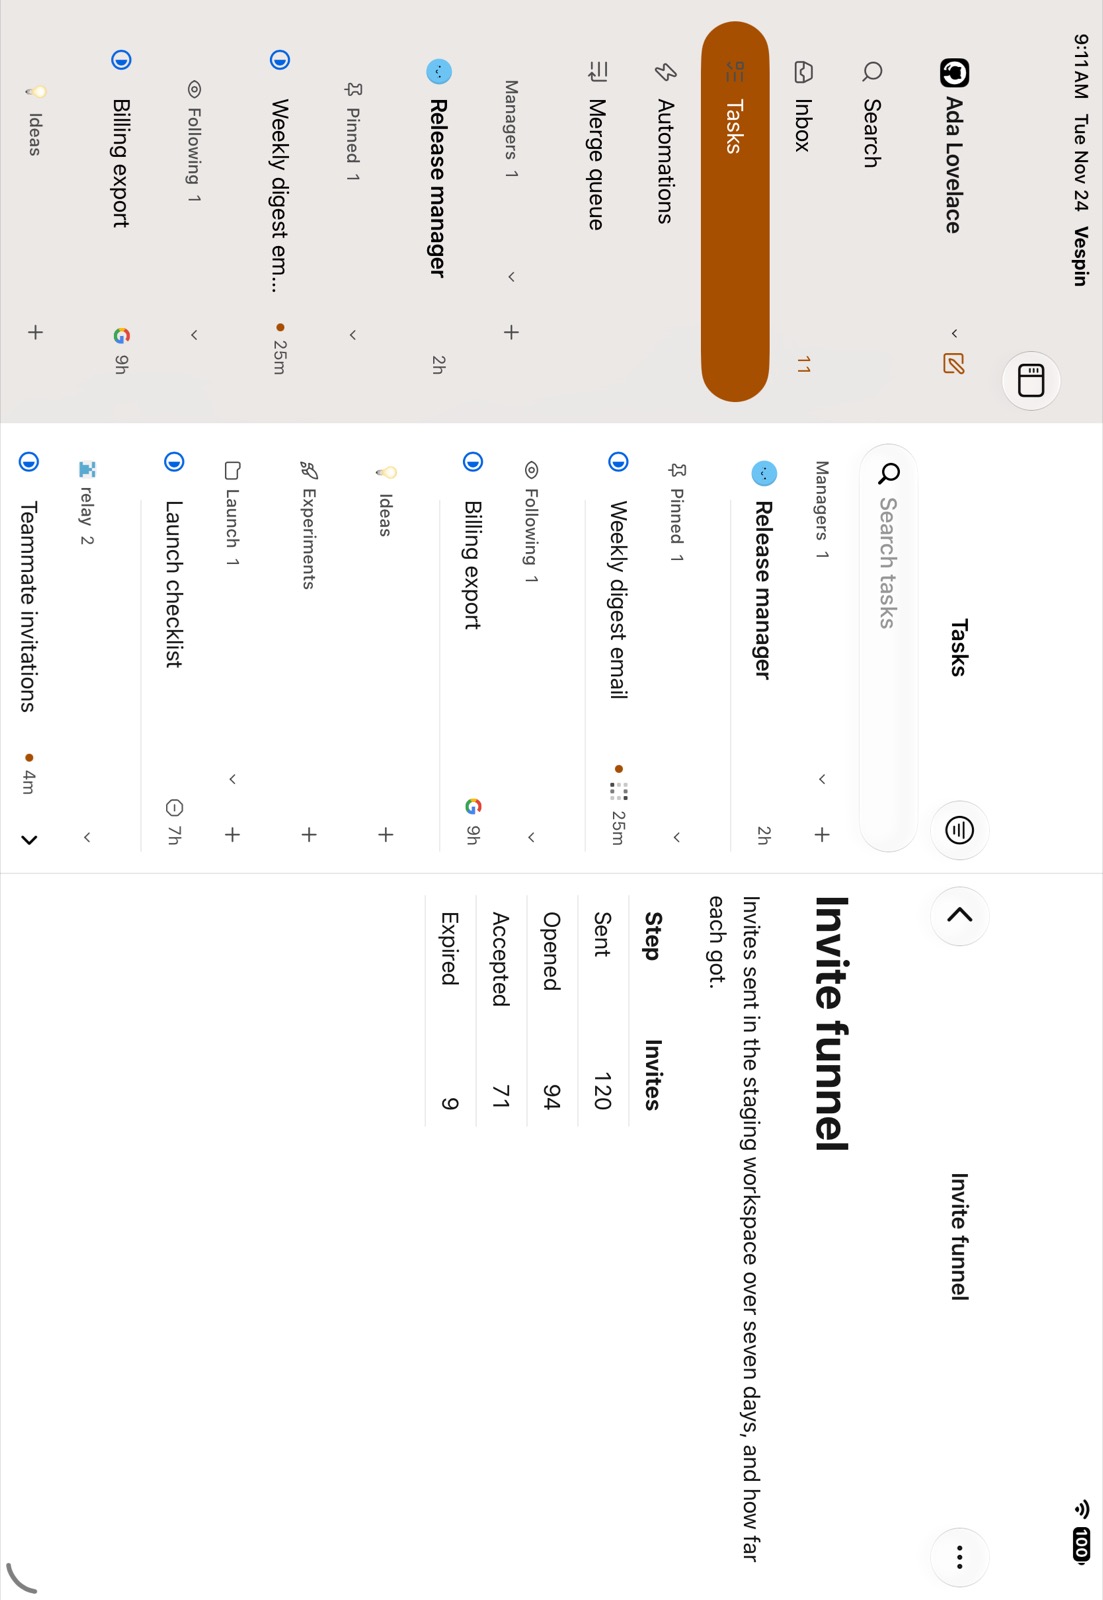 9:11 AM Tue Nov 24 Vespin
100
Ada Lovelace
Search
Inbox 11
Tasks
Automations
Merge queue
Managers 1
Release manager 2h
Pinned 1
Weekly digest em... 25m
Following 1
Billing export 9h
Ideas
Tasks
Search tasks
Managers 1
Release manager 2h
Pinned 1
Weekly digest email 25m
Following 1
Billing export 9h
Ideas
Experiments
Launch 1
Launch checklist 7h
relay 2
Teammate invitations 4m
Invite funnel
Invite funnel
Invites sent in the staging workspace over seven days, and how far
each got.
Step Invites
Sent 120
Opened 94
Accepted 71
Expired 9